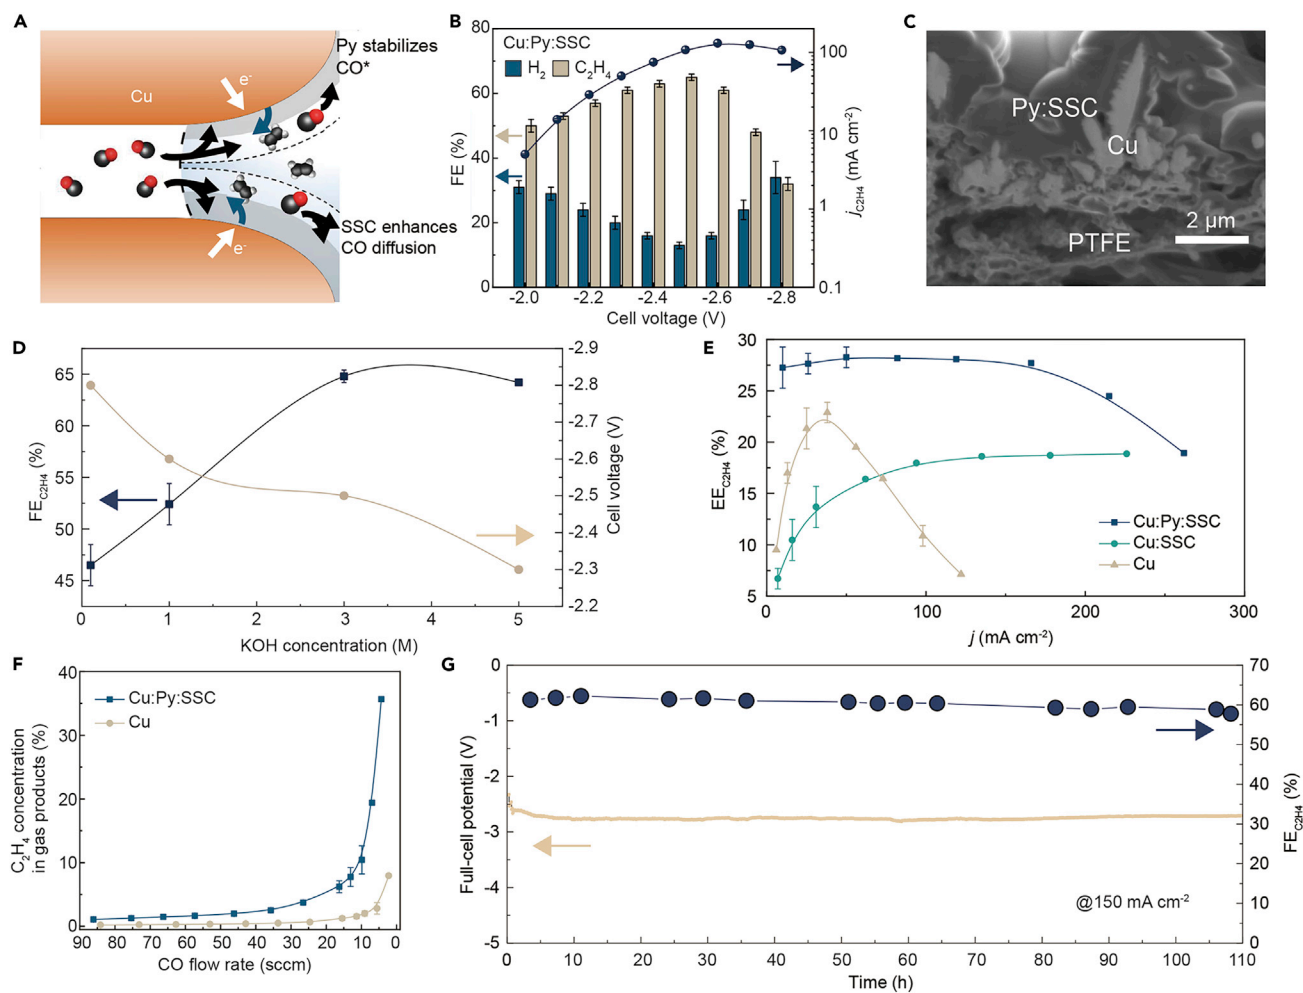 A
Py stabilizes
CO*
Cu
e-
e-
SSC enhances
CO diffusion
B
Cu:Py:SSC
H2
C2H4
FE (%)
80
60
40
20
0
100
10
1
0.1
jC2H4 (mA cm-2)
-2.0
-2.2
-2.4
-2.6
-2.8
Cell voltage (V)
C
Py:SSC
Cu
2 μm
PTFE
D
FEC2H4 (%)
65
60
55
50
45
-2.9
-2.8
-2.7
-2.6
-2.5
-2.4
-2.3
-2.2
Cell voltage (V)
0
1
2
3
4
5
KOH concentration (M)
E
EEC2H4 (%)
30
25
20
15
10
5
Cu:Py:SSC
Cu:SSC
Cu
0
100
200
300
j (mA cm-2)
F
Cu:Py:SSC
Cu
C2H4 concentration
in gas products (%)
40
30
20
10
0
90
80
70
60
50
40
30
20
10
0
CO flow rate (sccm)
G
Full-cell potential (V)
0
-1
-2
-3
-4
-5
70
60
50
40
30
20
10
0
FEC2H4 (%)
@150 mA cm-2
0
10
20
30
40
50
60
70
80
90
100
110
Time (h)